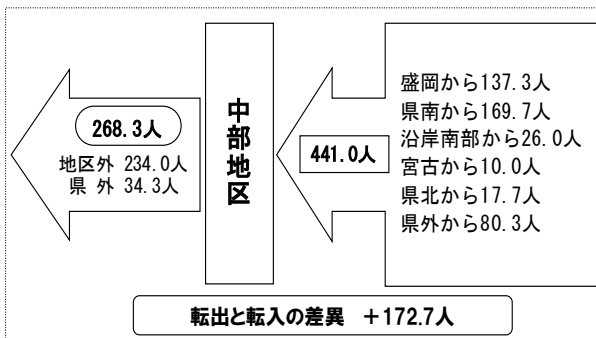 268.3人
地区外 234.0人
県 外 34.3人
中部地区
441.0人
盛岡から137.3人
県南から169.7人
沿岸南部から26.0人
宮古から10.0人
県北から17.7人
県外から80.3人
転出と転入の差異 +172.7人